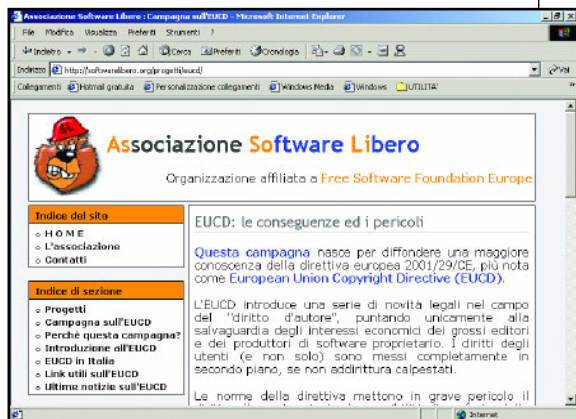 Associazione Software Libero : Campagna sull'EUCD - Microsoft Internet Explorer
File Modifica Visualizza Preferiti Strumenti ?
Indietro Cerca Preferiti Cronologia
Indirizzo http://softwarelibero.org/progetti/eucd/ Vai
Collegamenti Hotmail gratuita Personalizzazione collegamenti Windows Media Windows UTILITA'
Associazione Software Libero
Organizzazione affiliata a Free Software Foundation Europe
Indice del sito
HOME
L'associazione
Contatti
Indice di sezione
Progetti
Campagna sull'EUCD
Perchè questa campagna?
Introduzione all'EUCD
EUCD in Italia
Link utili sull'EUCD
Ultime notizie sull'EUCD
EUCD: le conseguenze ed i pericoli
Questa campagna nasce per diffondere una maggiore
conoscenza della direttiva europea 2001/29/CE, più nota
come European Union Copyright Directive (EUCD).
L'EUCD introduce una serie di novità legali nel campo
del "diritto d'autore", puntando unicamente alla
salvaguardia degli interessi economici dei grossi editori
e dei produttori di software proprietario. I diritti degli
utenti (e non solo) sono messi completamente in
secondo piano, se non addirittura calpestati.
Le norme della direttiva mettono in grave pericolo il
Internet